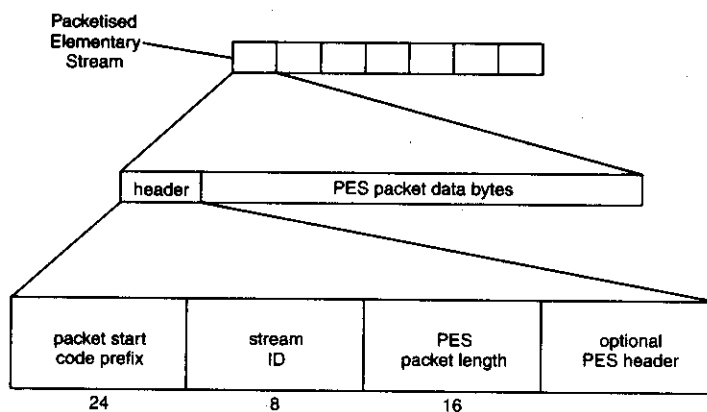 Packetised
Elementary
Stream
header
PES packet data bytes
packet start
code prefix
stream
ID
PES
packet length
optional
PES header
24
8
16